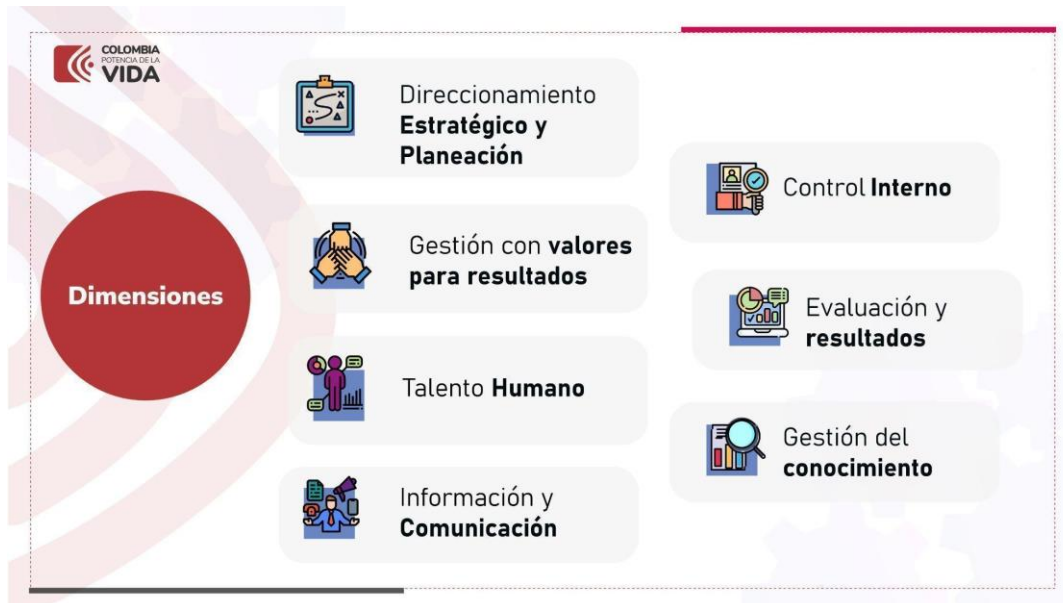 COLOMBIA
POTENCIA DE LA
VIDA
Dimensiones
Direccionamiento
Estratégico y
Planeación
Gestión con valores
para resultados
Talento Humano
Información y
Comunicación
Control Interno
Evaluación y
resultados
Gestión del
conocimiento